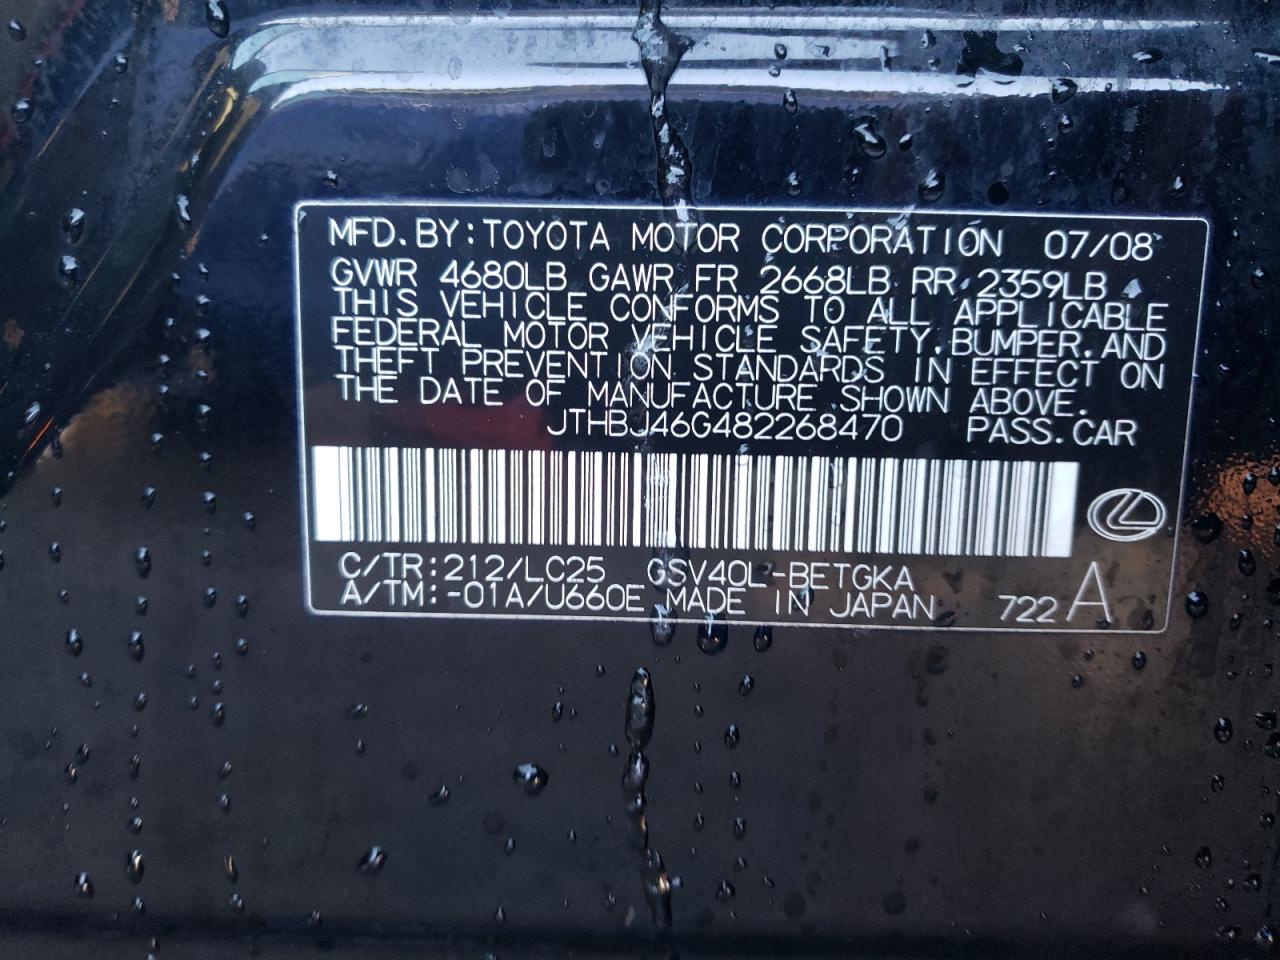 MFD.BY:TOYOTA MOTOR CORPORATION 07/08
GVWR 4680LB GAWR FR 2668LB RR 2359LB
THIS VEHICLE CONFORMS TO ALL APPLICABLE
FEDERAL MOTOR VEHICLE SAFETY,BUMPER,AND
THEFT PREVENTION STANDARDS IN EFFECT ON
THE DATE OF MANUFACTURE SHOWN ABOVE.
JTHBJ46G482268470 PASS.CAR
C/TR:212/LC25 GSV40L-BETGKA
A/TM:-01A/U660E MADE IN JAPAN 722 A